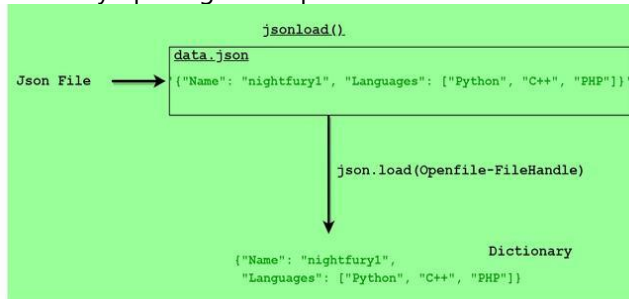 jsonload()
data.json
Json File
'{"Name": "nightfury1", "Languages": ["Python", "C++", "PHP"]}'
json.load(Openfile-FileHandle)
Dictionary
{"Name": "nightfury1",
"Languages": ["Python", "C++", "PHP"]}